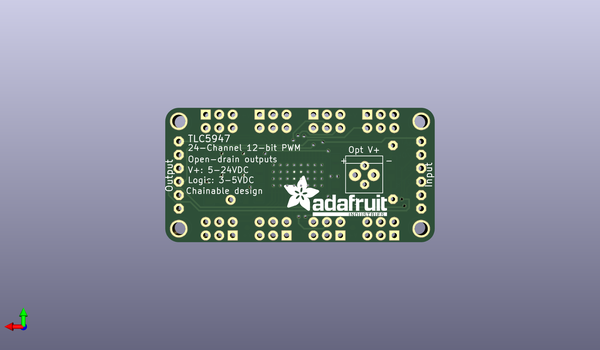 TLC5947
24-Channel 12-bit PWM
Open-drain outputs
V+: 5-24VDC
Logic: 3-5VDC
Chainable design
Output
Opt V+
+ -
Input
adafruit
INDUSTRIES